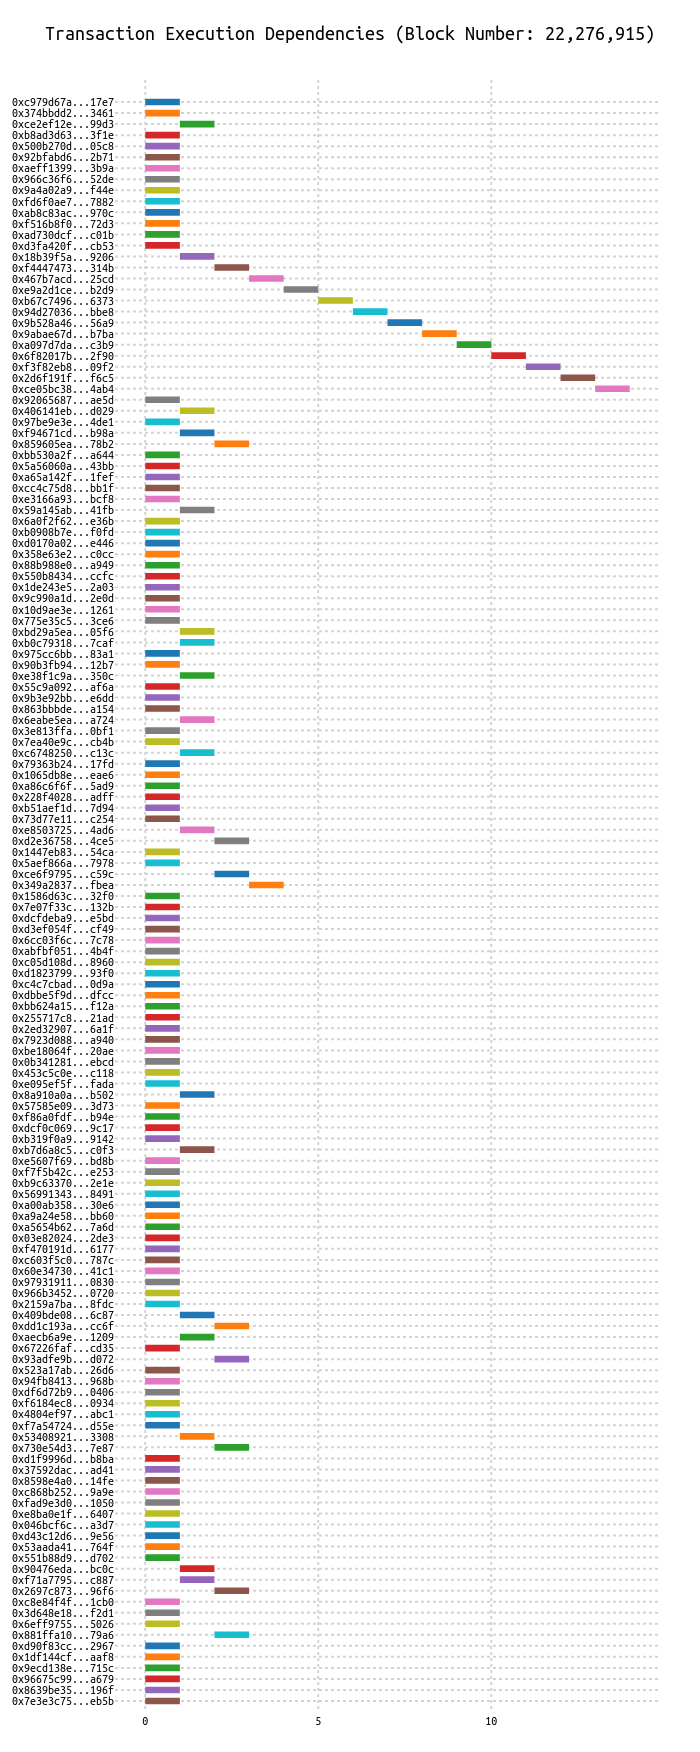 Transaction Execution Dependencies (Block Number: 22,276,915)
0xc979d67a...17e7
0x374bbdd2...3461
0xce2ef12e...99d3
0xb8ad3d63...3f1e
0x500b270d...05c8
0x92bfabd6...2b71
0xaeff1399...3b9a
0x966c36f6...52de
0x9a4a02a9...f44e
0xfd6f0ae7...7882
0xab8c83ac...970c
0xf516b8f0...72d3
0xad730dcf...c01b
0xd3fa420f...cb53
0x18b39f5a...9206
0xf4447473...314b
0x467b7acd...25cd
0xe9a2d1ce...b2d9
0xb67c7496...6373
0x94d27036...bbe8
0x9b528a46...56a9
0x9abae67d...b7ba
0xa097d7da...c3b9
0x6f82017b...2f90
0xf3f82eb8...09f2
0x2d6f191f...f6c5
0xce05bc38...4ab4
0x92065687...ae5d
0x406141eb...d029
0x97be9e3e...4de1
0xf94671cd...b98a
0x859605ea...78b2
0xbb530a2f...a644
0x5a56060a...43bb
0xa65a142f...1fef
0xcc4c75d8...bb1f
0xe3166a93...bcf8
0x59a145ab...41fb
0x6a0f2f62...e36b
0xb0908b7e...f0fd
0xd0170a02...e446
0x358e63e2...c0cc
0x88b988e0...a949
0x550b8434...ccfc
0x1de243e5...2a03
0x9c990a1d...2e0d
0x10d9ae3e...1261
0x775e35c5...3ce6
0xbd29a5ea...05f6
0xb0c79318...7caf
0x975cc6bb...83a1
0x90b3fb94...12b7
0xe38f1c9a...350c
0x55c9a092...af6a
0x9b3e92bb...e6dd
0x863bbbde...a154
0x6eabe5ea...a724
0x3e813ffa...0bf1
0x7ea40e9c...cb4b
0xc6748250...c13c
0x79363b24...17fd
0x1065db8e...eae6
0xa86c6f6f...5ad9
0x228f4028...adff
0xb51aef1d...7d94
0x73d77e11...c254
0xe8503725...4ad6
0xd2e36758...4ce5
0x1447eb83...54ca
0x5aef866a...7978
0xce6f9795...c59c
0x349a2837...fbea
0x1586d63c...32f0
0x7e07f33c...132b
0xdcfdeba9...e5bd
0xd3ef054f...cf49
0x6cc03f6c...7c78
0xabfbf051...4b4f
0xc05d108d...8960
0xd1823799...93f0
0xc4c7cbad...0d9a
0xdbbe5f9d...dfcc
0xbb624a15...f12a
0x255717c8...21ad
0x2ed32907...6a1f
0x7923d088...a940
0xbe18064f...20ae
0x0b341281...ebcd
0x453c5c0e...c118
0xe095ef5f...fada
0x8a910a0a...b502
0x57585e09...3d73
0xf86a0fdf...b94e
0xdcf0c069...9c17
0xb319f0a9...9142
0xb7d6a8c5...c0f3
0xe5607f69...bd8b
0xf7f5b42c...e253
0xb9c63370...2e1e
0x56991343...8491
0xa00ab358...30e6
0xa9a24e58...bb60
0xa5654b62...7a6d
0x03e82024...2de3
0xf470191d...6177
0xc603f5c0...787c
0x60e34730...41c1
0x97931911...0830
0x966b3452...0720
0x2159a7ba...8fdc
0x409bde08...6c87
0xdd1c193a...cc6f
0xaecb6a9e...1209
0x67226faf...cd35
0x93adfe9b...d072
0x523a17ab...26d6
0x94fb8413...968b
0xdf6d72b9...0406
0xf6184ec8...0934
0x4804ef97...abc1
0xf7a54724...d55e
0x53408921...3308
0x730e54d3...7e87
0xd1f9996d...b8ba
0x37592dac...ad41
0x8598e4a0...14fe
0xc868b252...9a9e
0xfad9e3d0...1050
0xe8ba0e1f...6407
0x046bcf6c...a3d7
0xd43c12d6...9e56
0x53aada41...764f
0x551b88d9...d702
0x90476eda...bc0c
0xf71a7795...c887
0x2697c873...96f6
0xc8e84f4f...1cb0
0x3d648e18...f2d1
0x6eff9755...5026
0x881ffa10...79a6
0xd90f83cc...2967
0x1df144cf...aaf8
0x9ecd138e...715c
0x96675c99...a679
0x8639be35...196f
0x7e3e3c75...eb5b
0 5 10